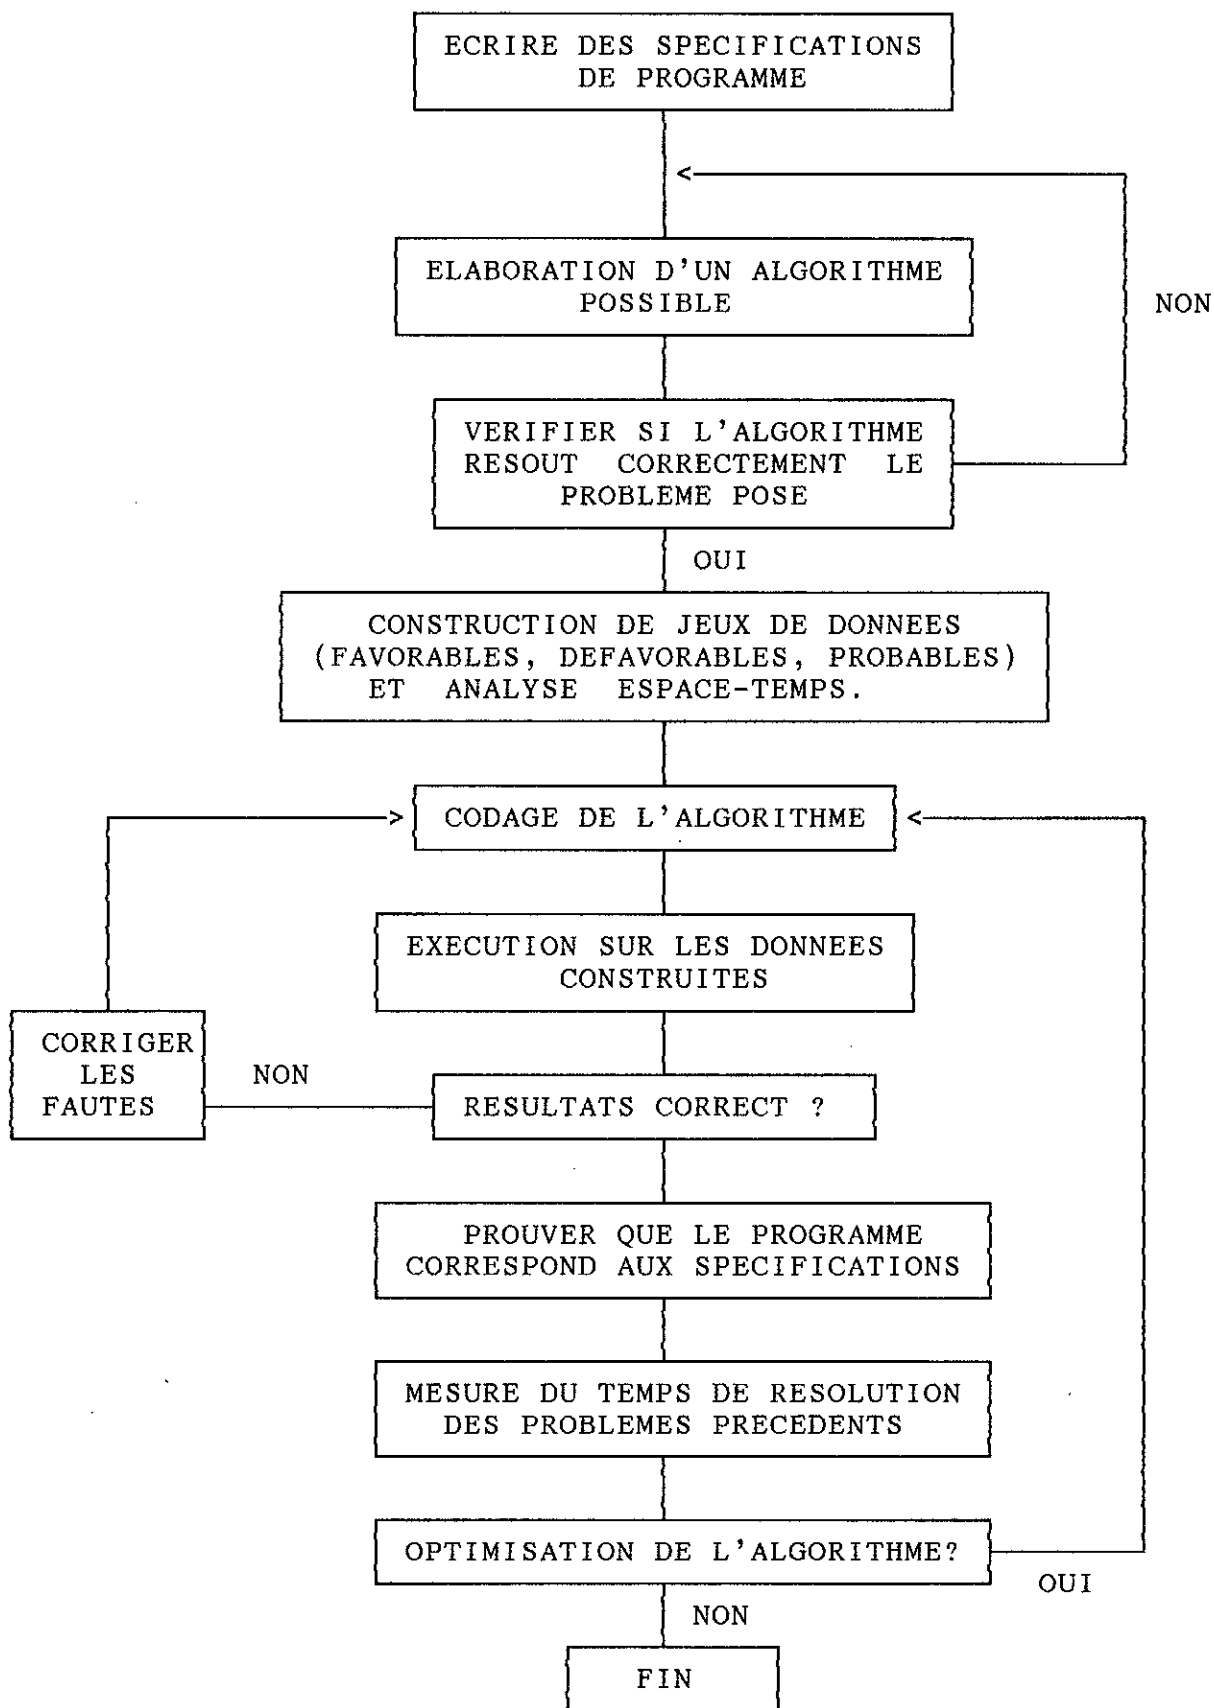 ECRIRE DES SPECIFICATIONS
DE PROGRAMME
<
ELABORATION D'UN ALGORITHME
POSSIBLE
NON
VERIFIER SI L'ALGORITHME
RESOUT CORRECTEMENT LE
PROBLEME POSE
OUI
CONSTRUCTION DE JEUX DE DONNEES
(FAVORABLES, DEFAVORABLES, PROBABLES)
ET ANALYSE ESPACE-TEMPS.
> CODAGE DE L'ALGORITHME <
EXECUTION SUR LES DONNEES
CONSTRUITES
CORRIGER
LES
FAUTES
NON
RESULTATS CORRECT ?
PROUVER QUE LE PROGRAMME
CORRESPOND AUX SPECIFICATIONS
MESURE DU TEMPS DE RESOLUTION
DES PROBLEMES PRECEDENTS
OPTIMISATION DE L'ALGORITHME?
OUI
NON
FIN